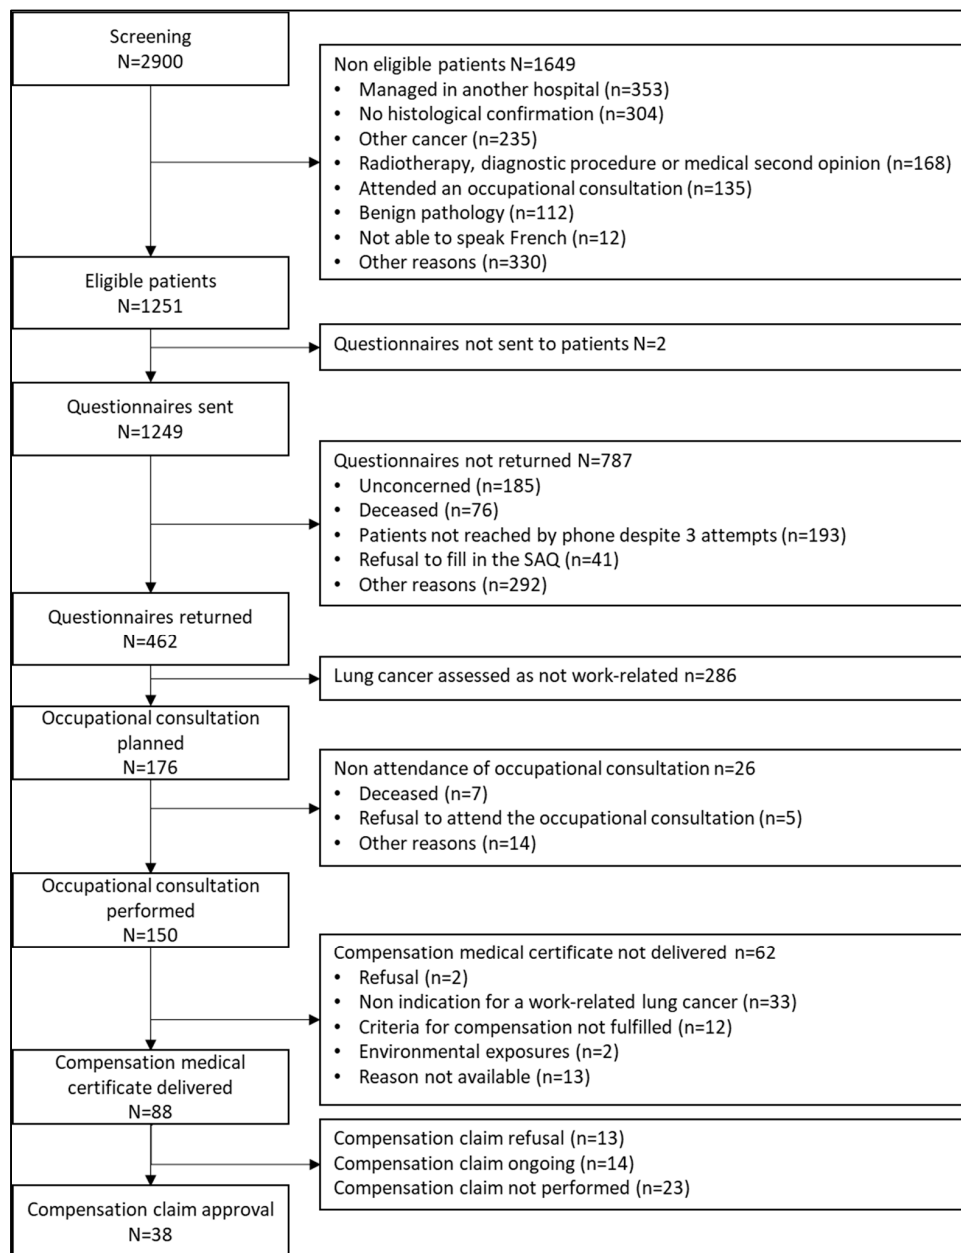 Screening
N=2900
Non eligible patients N=1649
• Managed in another hospital (n=353)
• No histological confirmation (n=304)
• Other cancer (n=235)
• Radiotherapy, diagnostic procedure or medical second opinion (n=168)
• Attended an occupational consultation (n=135)
• Benign pathology (n=112)
• Not able to speak French (n=12)
• Other reasons (n=330)
Eligible patients
N=1251
Questionnaires not sent to patients N=2
Questionnaires sent
N=1249
Questionnaires not returned N=787
• Unconcerned (n=185)
• Deceased (n=76)
• Patients not reached by phone despite 3 attempts (n=193)
• Refusal to fill in the SAQ (n=41)
• Other reasons (n=292)
Questionnaires returned
N=462
Lung cancer assessed as not work-related n=286
Occupational consultation
planned
N=176
Non attendance of occupational consultation n=26
• Deceased (n=7)
• Refusal to attend the occupational consultation (n=5)
• Other reasons (n=14)
Occupational consultation
performed
N=150
Compensation medical certificate not delivered n=62
• Refusal (n=2)
• Non indication for a work-related lung cancer (n=33)
• Criteria for compensation not fulfilled (n=12)
• Environmental exposures (n=2)
• Reason not available (n=13)
Compensation medical
certificate delivered
N=88
Compensation claim refusal (n=13)
Compensation claim ongoing (n=14)
Compensation claim not performed (n=23)
Compensation claim approval
N=38